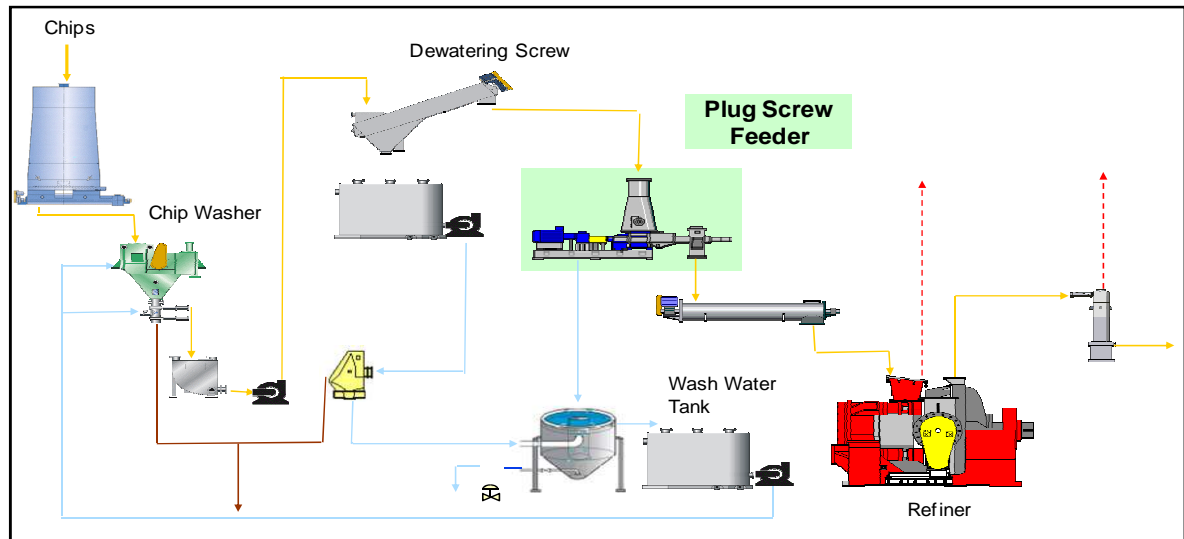 Chips
Dewatering Screw
Plug Screw
Feeder
Chip Washer
Wash Water
Tank
Refiner